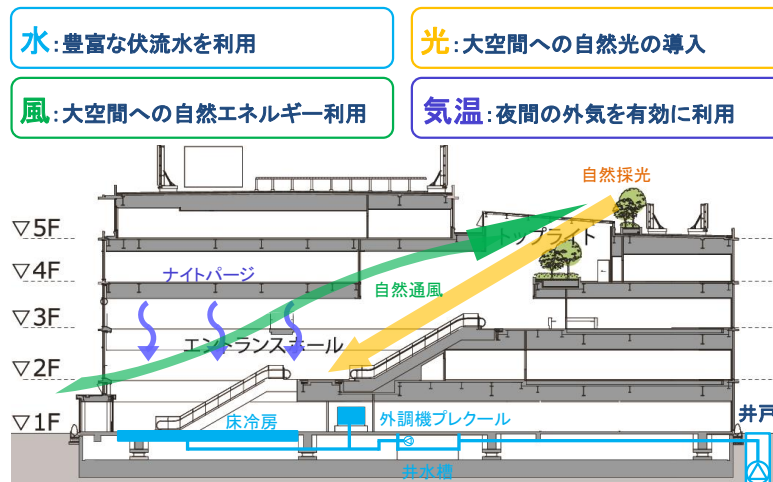 水:豊富な伏流水を利用
光:大空間への自然光の導入
風:大空間への自然エネルギー利用
気温:夜間の外気を有効に利用
自然採光
▽5F
トップライト
▽4F
ナイトパージ
自然通風
▽3F
エントランスホール
▽2F
▽1F
床冷房
外調機プレクール
井戸
井水槽